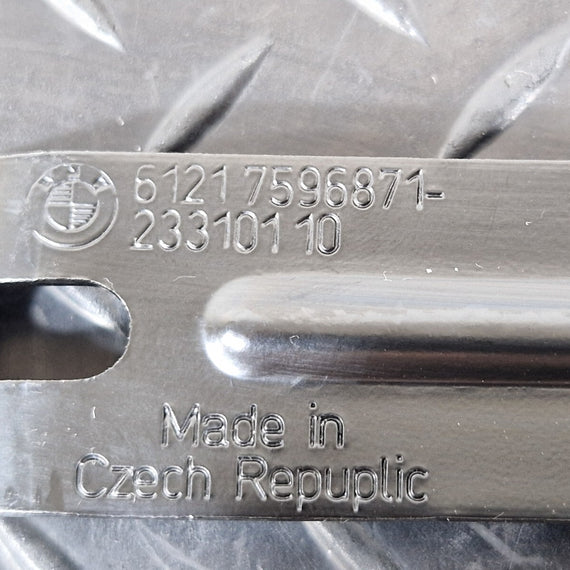 61217596871-
23310110
Made in
Czech Repuplic